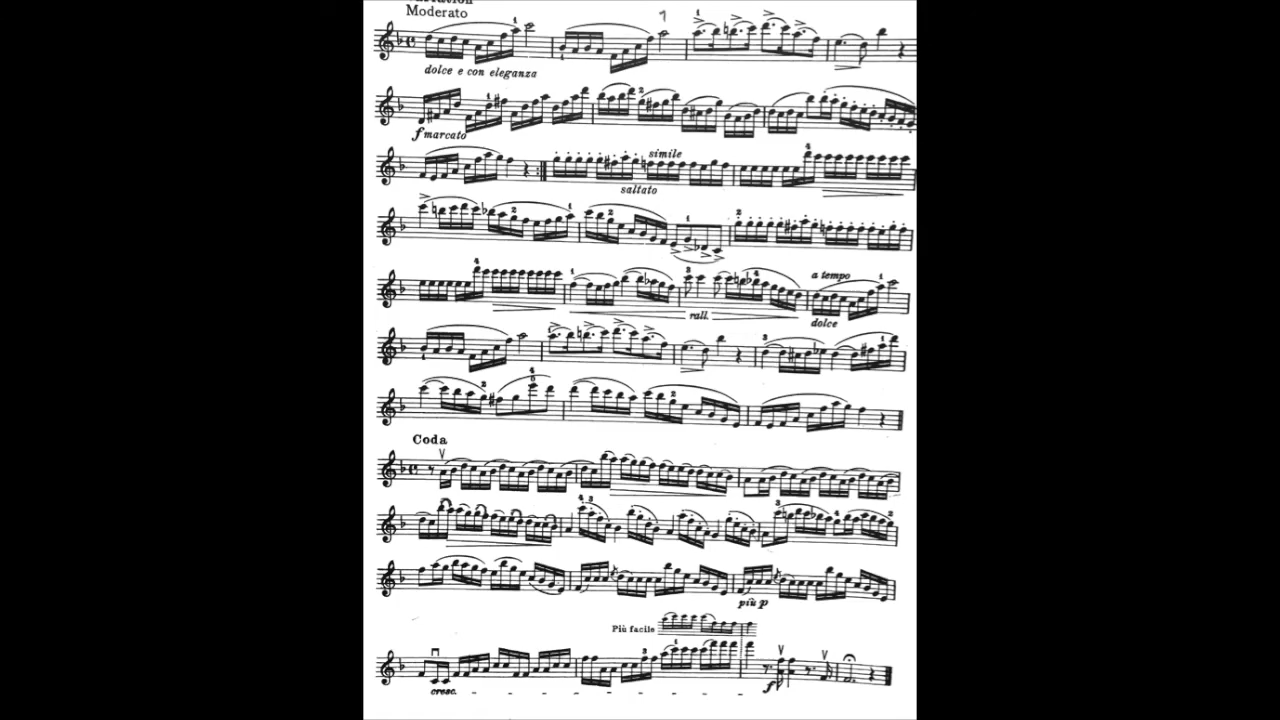 Moderato
dolce e con eleganza
f marcato
simile
saltato
a tempo
rall.
dolce
Coda
più p
Più facile
cresc.
f